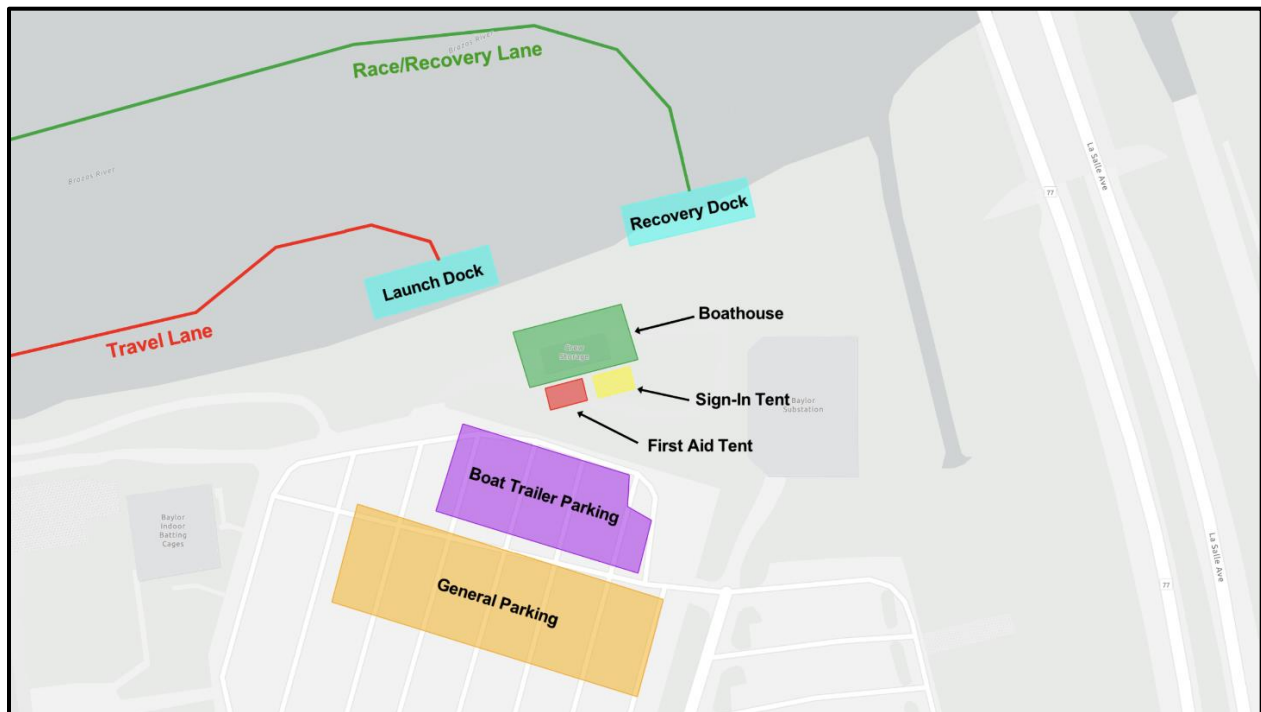 Brazos River
Race/Recovery Lane
La Salle Ave
Brazos River
77
Recovery Dock
Launch Dock
Boathouse
Travel Lane
Storage
Sign-In Tent
Baylor
Substation
First Aid Tent
Boat Trailer Parking
Baylor
Indoor
Batting
Cages
La Salle Ave
77
General Parking